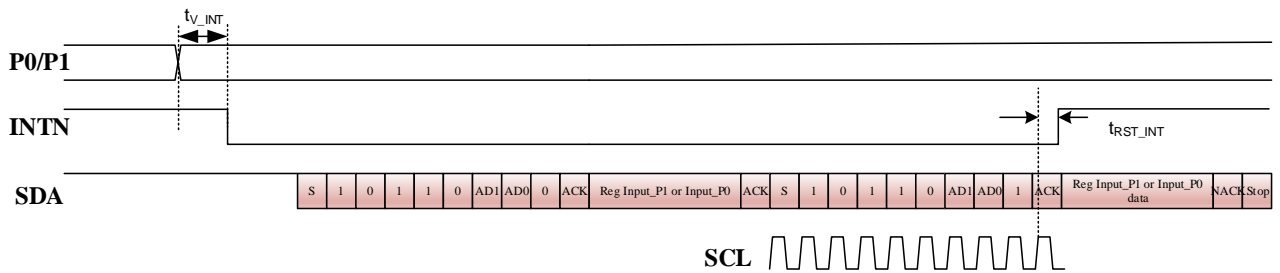 tV_INT
P0/P1
INTN
tRST_INT
SDA
S 1 0 1 1 0 AD1 AD0 0 ACK Reg Input_P1 or Input_P0 ACK S 1 0 1 1 0 AD1 AD0 1 ACK Reg Input_P1 or Input_P0 data NACK Stop
SCL